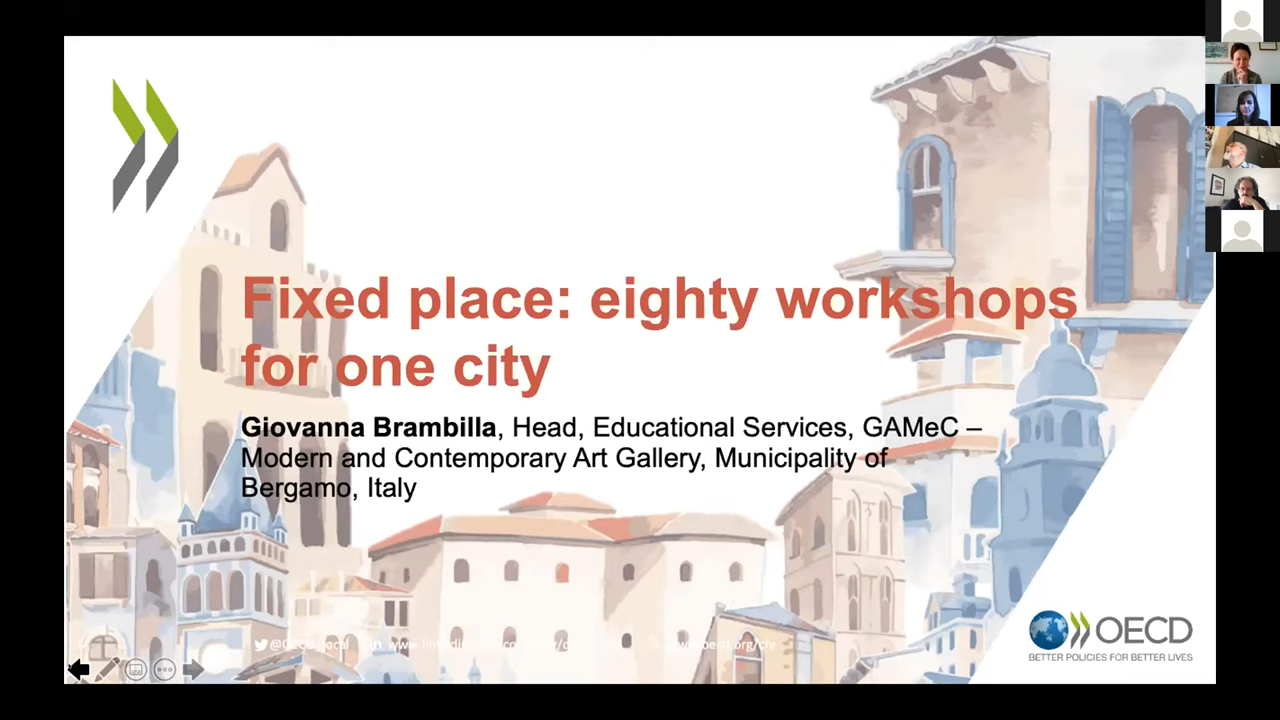 Fixed place: eighty workshops
for one city
Giovanna Brambilla, Head, Educational Services, GAMeC –
Modern and Contemporary Art Gallery, Municipality of
Bergamo, Italy
OECD
BETTER POLICIES FOR BETTER LIVES